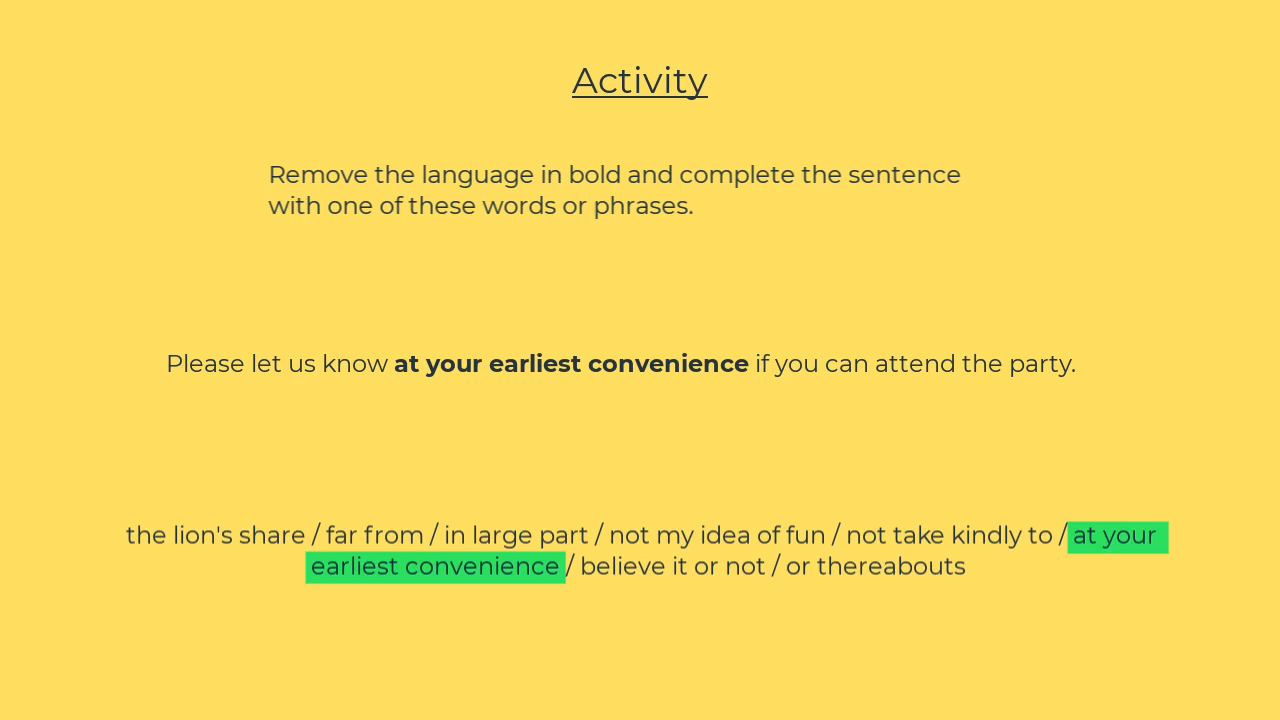 Activity
Remove the language in bold and complete the sentence
with one of these words or phrases.
Please let us know at your earliest convenience if you can attend the party.
the lion's share / far from / in large part / not my idea of fun / not take kindly to / at your
earliest convenience / believe it or not / or thereabouts